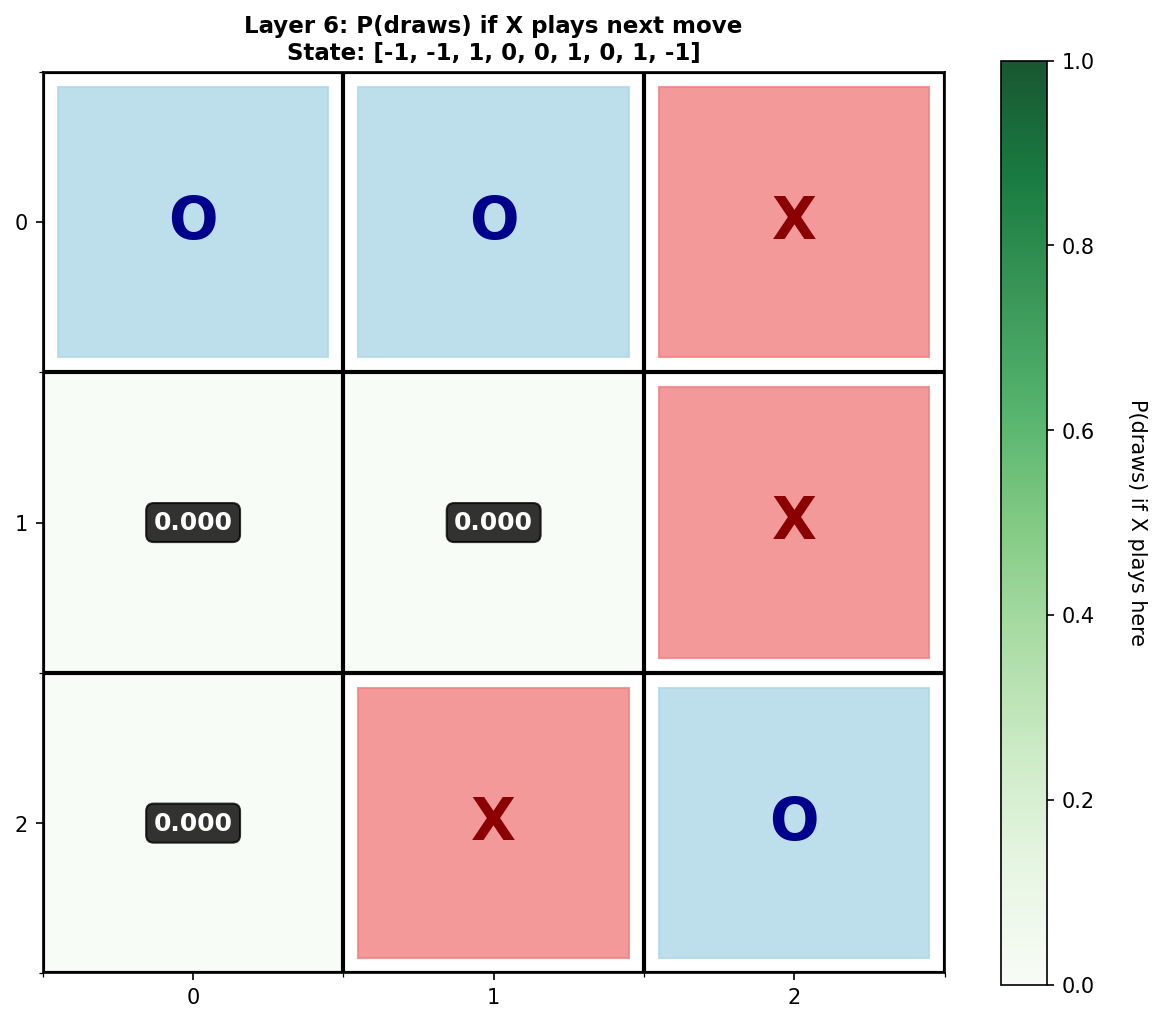 Layer 6: P(draws) if X plays next move
State: [-1, -1, 1, 0, 0, 1, 0, 1, -1]
0
O
O
X
1
0.000
0.000
X
2
0.000
X
O
0
1
2
1.0
0.8
0.6
0.4
0.2
0.0
P(draws) if X plays here